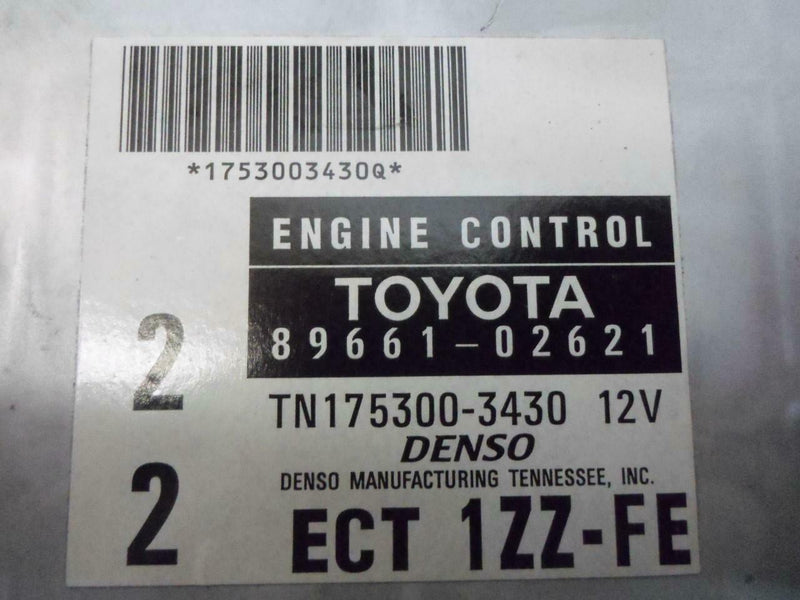 *1753003430Q*
ENGINE CONTROL
TOYOTA
89661-02621
2
TN175300-3430 12V
DENSO
DENSO MANUFACTURING TENNESSEE, INC.
2
ECT 1ZZ-FE